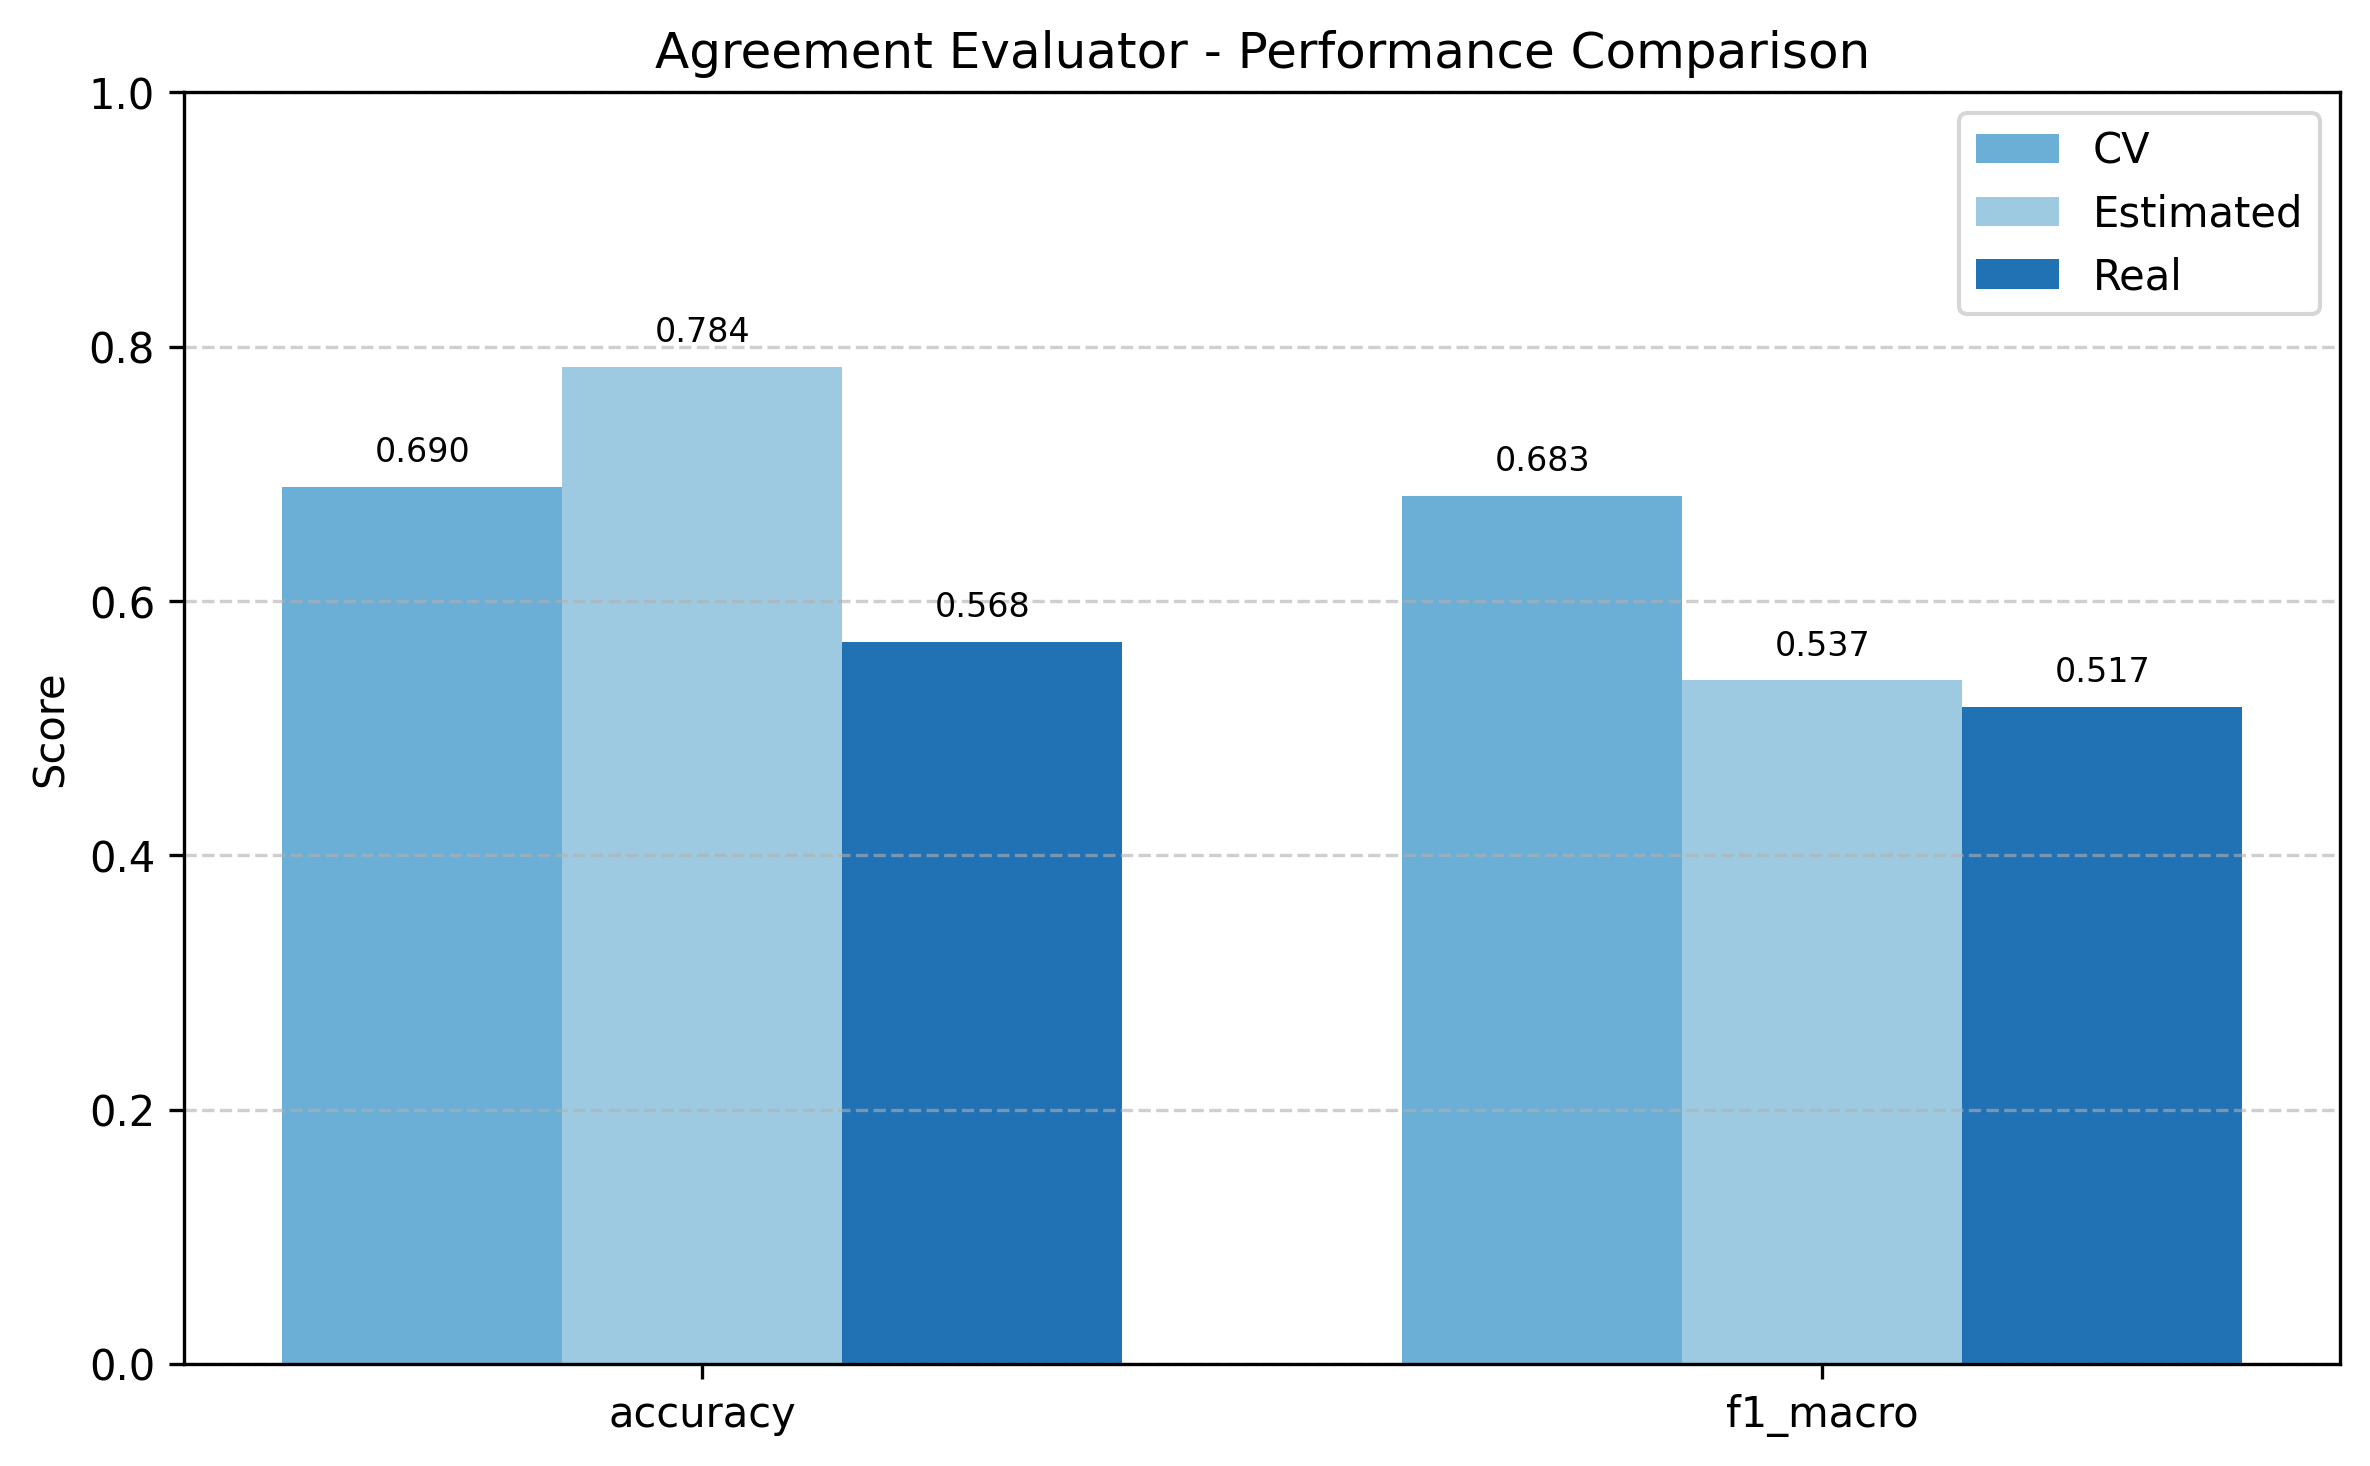 Agreement Evaluator - Performance Comparison
1.0
0.8
0.6
0.4
0.2
0.0
Score
CV
Estimated
Real
0.690
0.784
0.568
0.683
0.537
0.517
accuracy
f1_macro